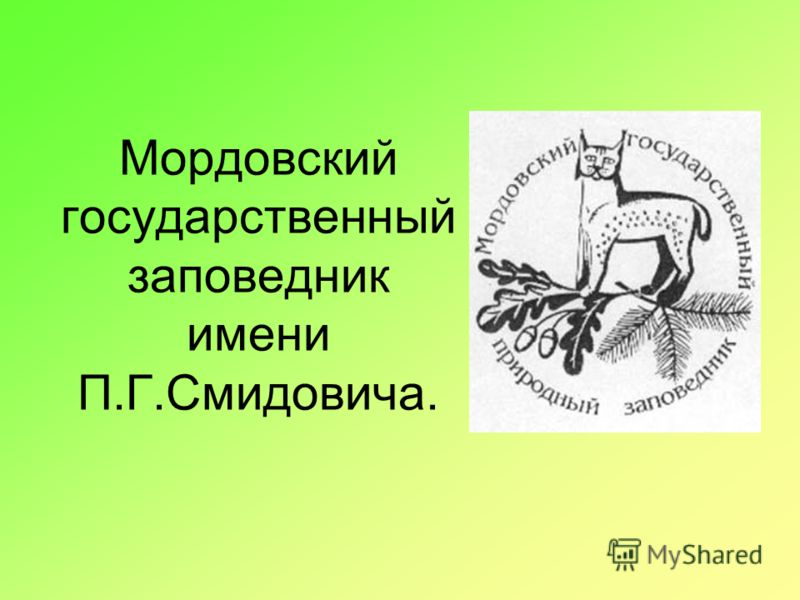 Мордовский
государственный
заповедник
имени
П.Г.Смидовича.
Мордовский государственный
природный заповедник
MyShared